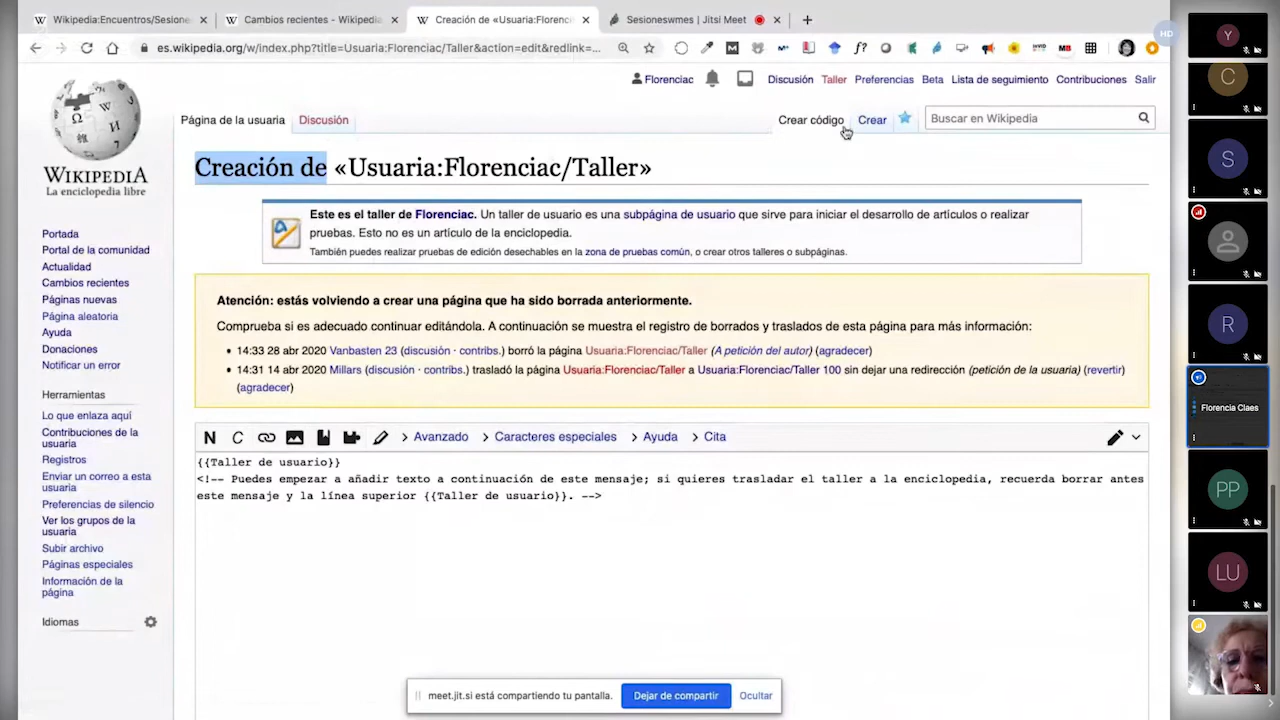 Wikipedia:Encuentros/Sesione
Cambios recientes - Wikipedia
Creación de «Usuaria:Florenc
Sesioneswmes | Jitsi Meet
HD
es.wikipedia.org/w/index.php?title=Usuaria:Florenciac/Taller&action=edit&redlink=...
Florenciac
Discusión
Taller
Preferencias
Beta
Lista de seguimiento
Contribuciones
Salir
Página de la usuaria
Discusión
Crear código
Crear
Buscar en Wikipedia
WIKIPEDIA
La enciclopedia libre
Creación de «Usuaria:Florenciac/Taller»
Este es el taller de Florenciac. Un taller de usuario es una subpágina de usuario que sirve para iniciar el desarrollo de artículos o realizar
pruebas. Esto no es un artículo de la enciclopedia.
También puedes realizar pruebas de edición desechables en la zona de pruebas común, o crear otros talleres o subpáginas.
Portada
Portal de la comunidad
Actualidad
Cambios recientes
Páginas nuevas
Página aleatoria
Ayuda
Donaciones
Notificar un error
Herramientas
Lo que enlaza aquí
Contribuciones de la
usuaria
Registros
Enviar un correo a esta
usuaria
Preferencias de silencio
Ver los grupos de la
usuaria
Subir archivo
Páginas especiales
Información de la
página
Idiomas
Atención: estás volviendo a crear una página que ha sido borrada anteriormente.
Comprueba si es adecuado continuar editándola. A continuación se muestra el registro de borrados y traslados de esta página para más información:
• 14:33 28 abr 2020 Vanbasten 23 (discusión · contribs.) borró la página Usuaria:Florenciac/Taller (A petición del autor) (agradecer)
• 14:31 14 abr 2020 Millars (discusión · contribs.) trasladó la página Usuaria:Florenciac/Taller a Usuaria:Florenciac/Taller 100 sin dejar una redirección (petición de la usuaria) (revertir)
(agradecer)
N C Avanzado Caracteres especiales Ayuda Cita
{{Taller de usuario}}
<!-- Puedes empezar a añadir texto a continuación de este mensaje; si quieres trasladar el taller a la enciclopedia, recuerda borrar antes
este mensaje y la línea superior {{Taller de usuario}}. -->
meet.jit.si está compartiendo tu pantalla.
Dejar de compartir
Ocultar
Y
C
S
R
Florencia Claes
PP
LU